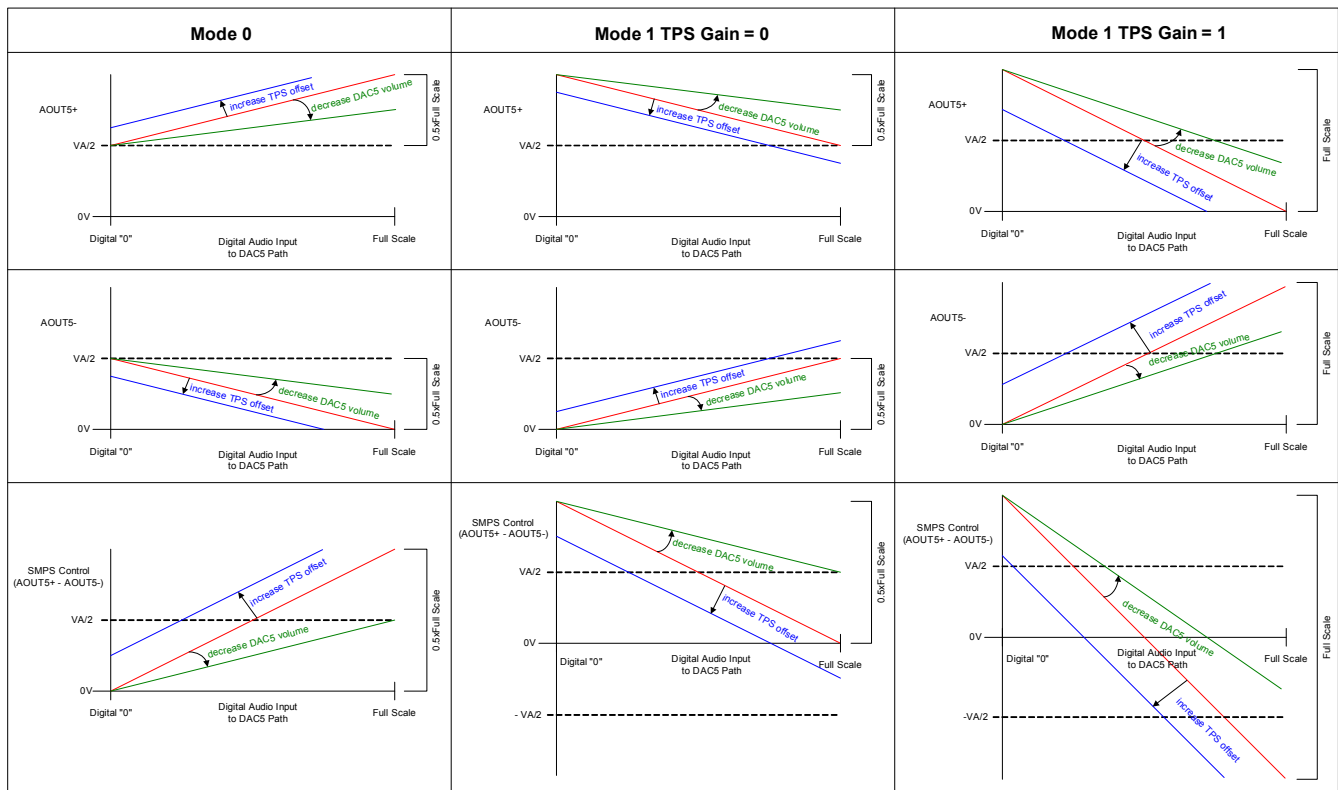 Mode 0
Mode 1 TPS Gain = 0
Mode 1 TPS Gain = 1
AOUT5+
increase TPS offset
decrease DAC5 volume
0.5xFull Scale
VA/2
0V
Digital "0"
Digital Audio Input
to DAC5 Path
Full Scale
AOUT5+
decrease DAC5 volume
increase TPS offset
0.5xFull Scale
VA/2
0V
Digital "0"
Digital Audio Input
to DAC5 Path
Full Scale
AOUT5+
decrease DAC5 volume
increase TPS offset
Full Scale
VA/2
0V
Digital "0"
Digital Audio Input
to DAC5 Path
Full Scale
AOUT5-
VA/2
increase TPS offset
decrease DAC5 volume
0.5xFull Scale
0V
Digital "0"
Digital Audio Input
to DAC5 Path
Full Scale
AOUT5-
VA/2
increase TPS offset
decrease DAC5 volume
0.5xFull Scale
0V
Digital "0"
Digital Audio Input
to DAC5 Path
Full Scale
AOUT5-
increase TPS offset
VA/2
decrease DAC5 volume
Full Scale
0V
Digital "0"
Digital Audio Input
to DAC5 Path
Full Scale
SMPS Control
(AOUT5+ - AOUT5-)
increase TPS offset
VA/2
decrease DAC5 volume
0.5xFull Scale
0V
Digital "0"
Digital Audio Input
to DAC5 Path
Full Scale
SMPS Control
(AOUT5+ - AOUT5-)
decrease DAC5 volume
VA/2
increase TPS offset
0.5xFull Scale
0V
Digital "0"
Digital Audio Input
to DAC5 Path
Full Scale
- VA/2
SMPS Control
(AOUT5+ - AOUT5-)
VA/2
decrease DAC5 volume
0V
Digital "0"
Digital Audio Input
to DAC5 Path
Full Scale
Full Scale
-VA/2
increase TPS offset